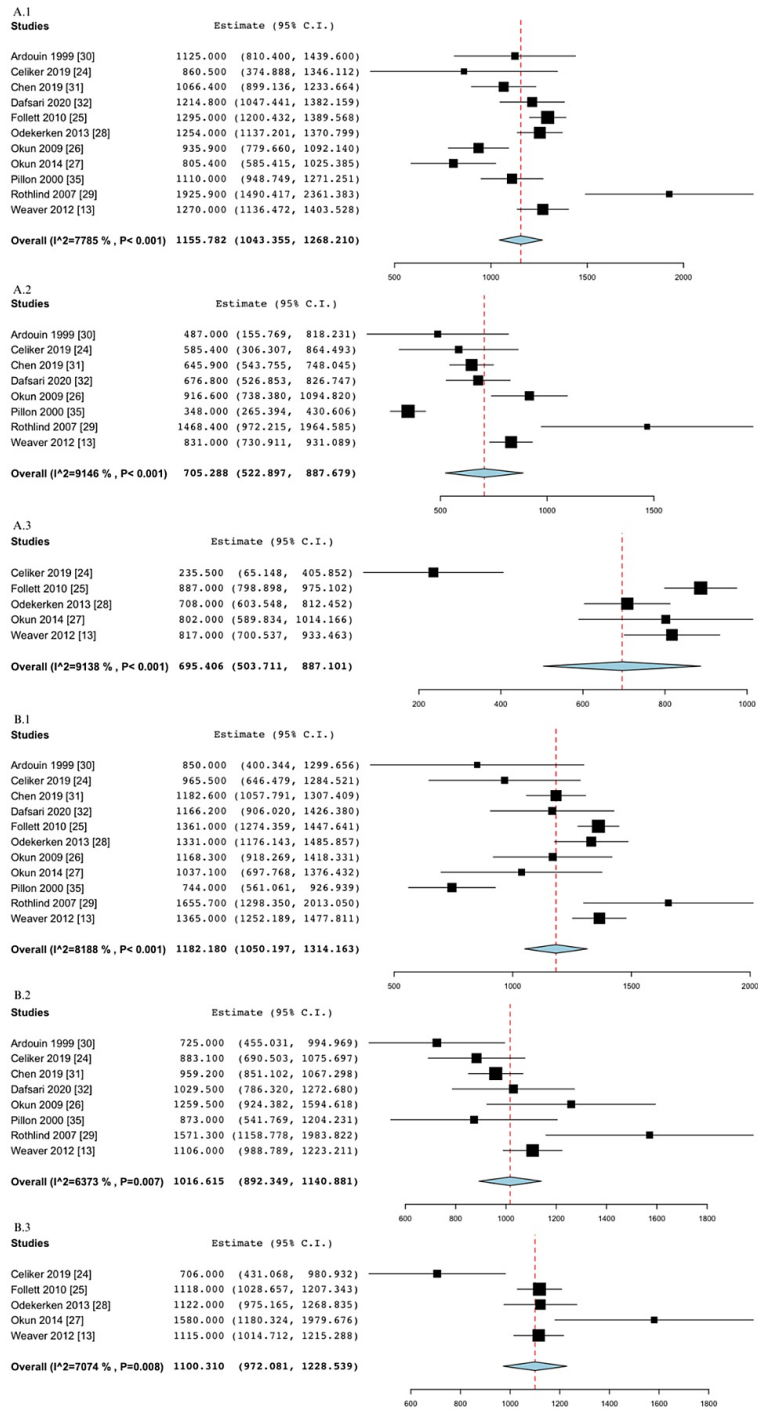 A.1
Studies Estimate (95% C.I.)
Ardouin 1999 [30] 1125.000 (810.400, 1439.600)
Celiker 2019 [24] 860.500 (374.888, 1346.112)
Chen 2019 [31] 1066.400 (899.136, 1233.664)
Dafsari 2020 [32] 1214.800 (1047.441, 1382.159)
Follett 2010 [25] 1295.000 (1200.432, 1389.568)
Odekerken 2013 [28] 1254.000 (1137.201, 1370.799)
Okun 2009 [26] 935.900 (779.660, 1092.140)
Okun 2014 [27] 805.400 (585.415, 1025.385)
Pillon 2000 [35] 1110.000 (948.749, 1271.251)
Rothlind 2007 [29] 1925.900 (1490.417, 2361.383)
Weaver 2012 [13] 1270.000 (1136.472, 1403.528)
Overall (I^2=7785 % , P< 0.001) 1155.782 (1043.355, 1268.210)
500 1000 1500 2000
A.2
Studies Estimate (95% C.I.)
Ardouin 1999 [30] 487.000 (155.769, 818.231)
Celiker 2019 [24] 585.400 (306.307, 864.493)
Chen 2019 [31] 645.900 (543.755, 748.045)
Dafsari 2020 [32] 676.800 (526.853, 826.747)
Okun 2009 [26] 916.600 (738.380, 1094.820)
Pillon 2000 [35] 348.000 (265.394, 430.606)
Rothlind 2007 [29] 1468.400 (972.215, 1964.585)
Weaver 2012 [13] 831.000 (730.911, 931.089)
Overall (I^2=9146 % , P< 0.001) 705.288 (522.897, 887.679)
500 1000 1500
A.3
Studies Estimate (95% C.I.)
Celiker 2019 [24] 235.500 (65.148, 405.852)
Follett 2010 [25] 887.000 (798.898, 975.102)
Odekerken 2013 [28] 708.000 (603.548, 812.452)
Okun 2014 [27] 802.000 (589.834, 1014.166)
Weaver 2012 [13] 817.000 (700.537, 933.463)
Overall (I^2=9138 % , P< 0.001) 695.406 (503.711, 887.101)
200 400 600 800 1000
B.1
Studies Estimate (95% C.I.)
Ardouin 1999 [30] 850.000 (400.344, 1299.656)
Celiker 2019 [24] 965.500 (646.479, 1284.521)
Chen 2019 [31] 1182.600 (1057.791, 1307.409)
Dafsari 2020 [32] 1166.200 (906.020, 1426.380)
Follett 2010 [25] 1361.000 (1274.359, 1447.641)
Odekerken 2013 [28] 1331.000 (1176.143, 1485.857)
Okun 2009 [26] 1168.300 (918.269, 1418.331)
Okun 2014 [27] 1037.100 (697.768, 1376.432)
Pillon 2000 [35] 744.000 (561.061, 926.939)
Rothlind 2007 [29] 1655.700 (1298.350, 2013.050)
Weaver 2012 [13] 1365.000 (1252.189, 1477.811)
Overall (I^2=8188 % , P< 0.001) 1182.180 (1050.197, 1314.163)
500 1000 1500 2000
B.2
Studies Estimate (95% C.I.)
Ardouin 1999 [30] 725.000 (455.031, 994.969)
Celiker 2019 [24] 883.100 (690.503, 1075.697)
Chen 2019 [31] 959.200 (851.102, 1067.298)
Dafsari 2020 [32] 1029.500 (786.320, 1272.680)
Okun 2009 [26] 1259.500 (924.382, 1594.618)
Pillon 2000 [35] 873.000 (541.769, 1204.231)
Rothlind 2007 [29] 1571.300 (1158.778, 1983.822)
Weaver 2012 [13] 1106.000 (988.789, 1223.211)
Overall (I^2=6373 % , P=0.007) 1016.615 (892.349, 1140.881)
600 800 1000 1200 1400 1600 1800
B.3
Studies Estimate (95% C.I.)
Celiker 2019 [24] 706.000 (431.068, 980.932)
Follett 2010 [25] 1118.000 (1028.657, 1207.343)
Odekerken 2013 [28] 1122.000 (975.165, 1268.835)
Okun 2014 [27] 1580.000 (1180.324, 1979.676)
Weaver 2012 [13] 1115.000 (1014.712, 1215.288)
Overall (I^2=7074 % , P=0.008) 1100.310 (972.081, 1228.539)
600 800 1000 1200 1400 1600 1800